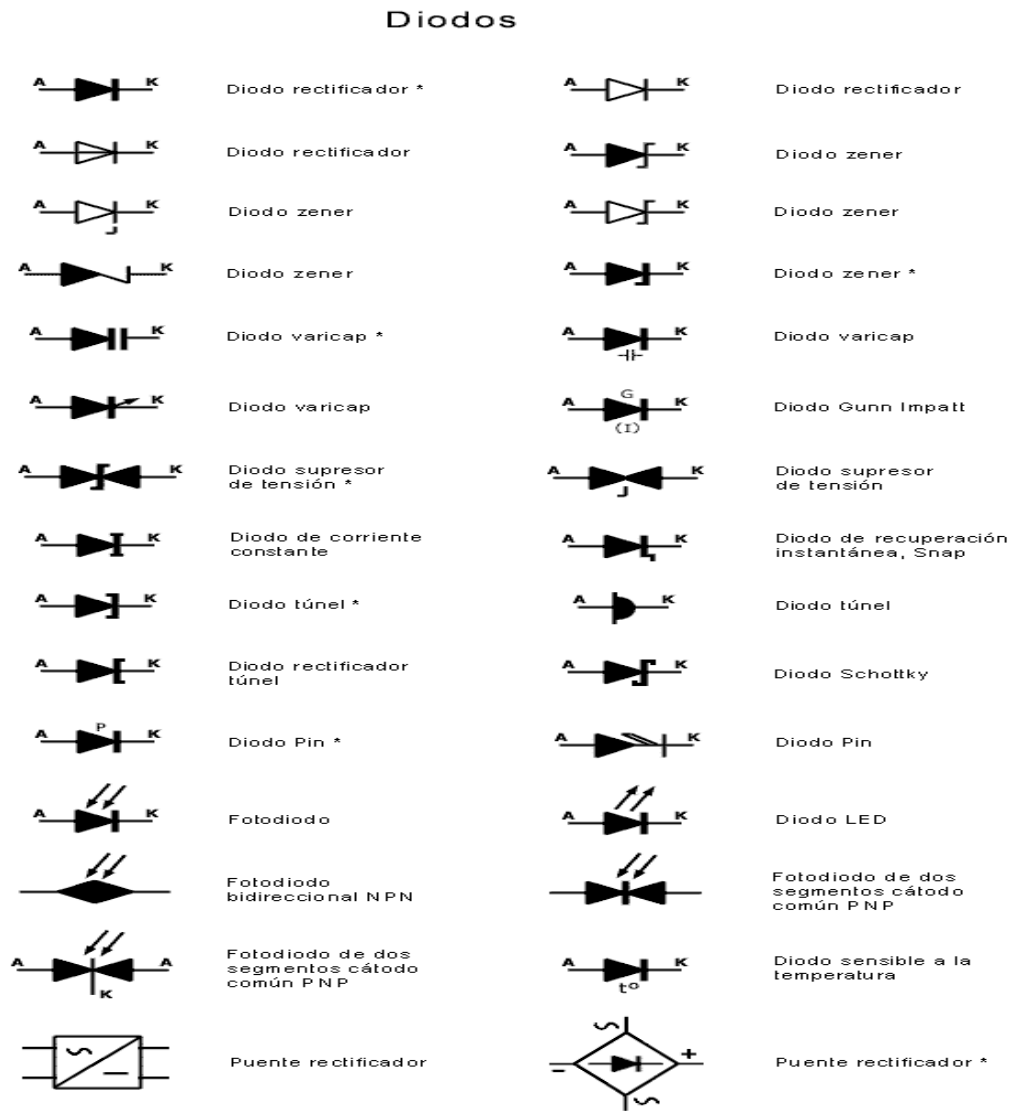 Diodos
A K Diodo rectificador * A K Diodo rectificador
A K Diodo rectificador A K Diodo zener
A K Diodo zener A K Diodo zener
A K Diodo zener A K Diodo zener *
A K Diodo varicap * A K Diodo varicap
A K Diodo varicap G A K (I) Diodo Gunn Impatt
A K Diodo supresor
de tensión *
A K Diodo supresor
de tensión
A K Diodo de corriente
constante
A K Diodo de recuperación
instantánea, Snap
A K Diodo túnel * A K Diodo túnel
A K Diodo rectificador
túnel
A K Diodo Schottky
P A K Diodo Pin * A K Diodo Pin
A K Fotodiodo A K Diodo LED
Fotodiodo
bidireccional NPN
Fotodiodo de dos
segmentos cátodo
común PNP
A A K Fotodiodo de dos
segmentos cátodo
común PNP
A K tº Diodo sensible a la
temperatura
Puente rectificador - + Puente rectificador *